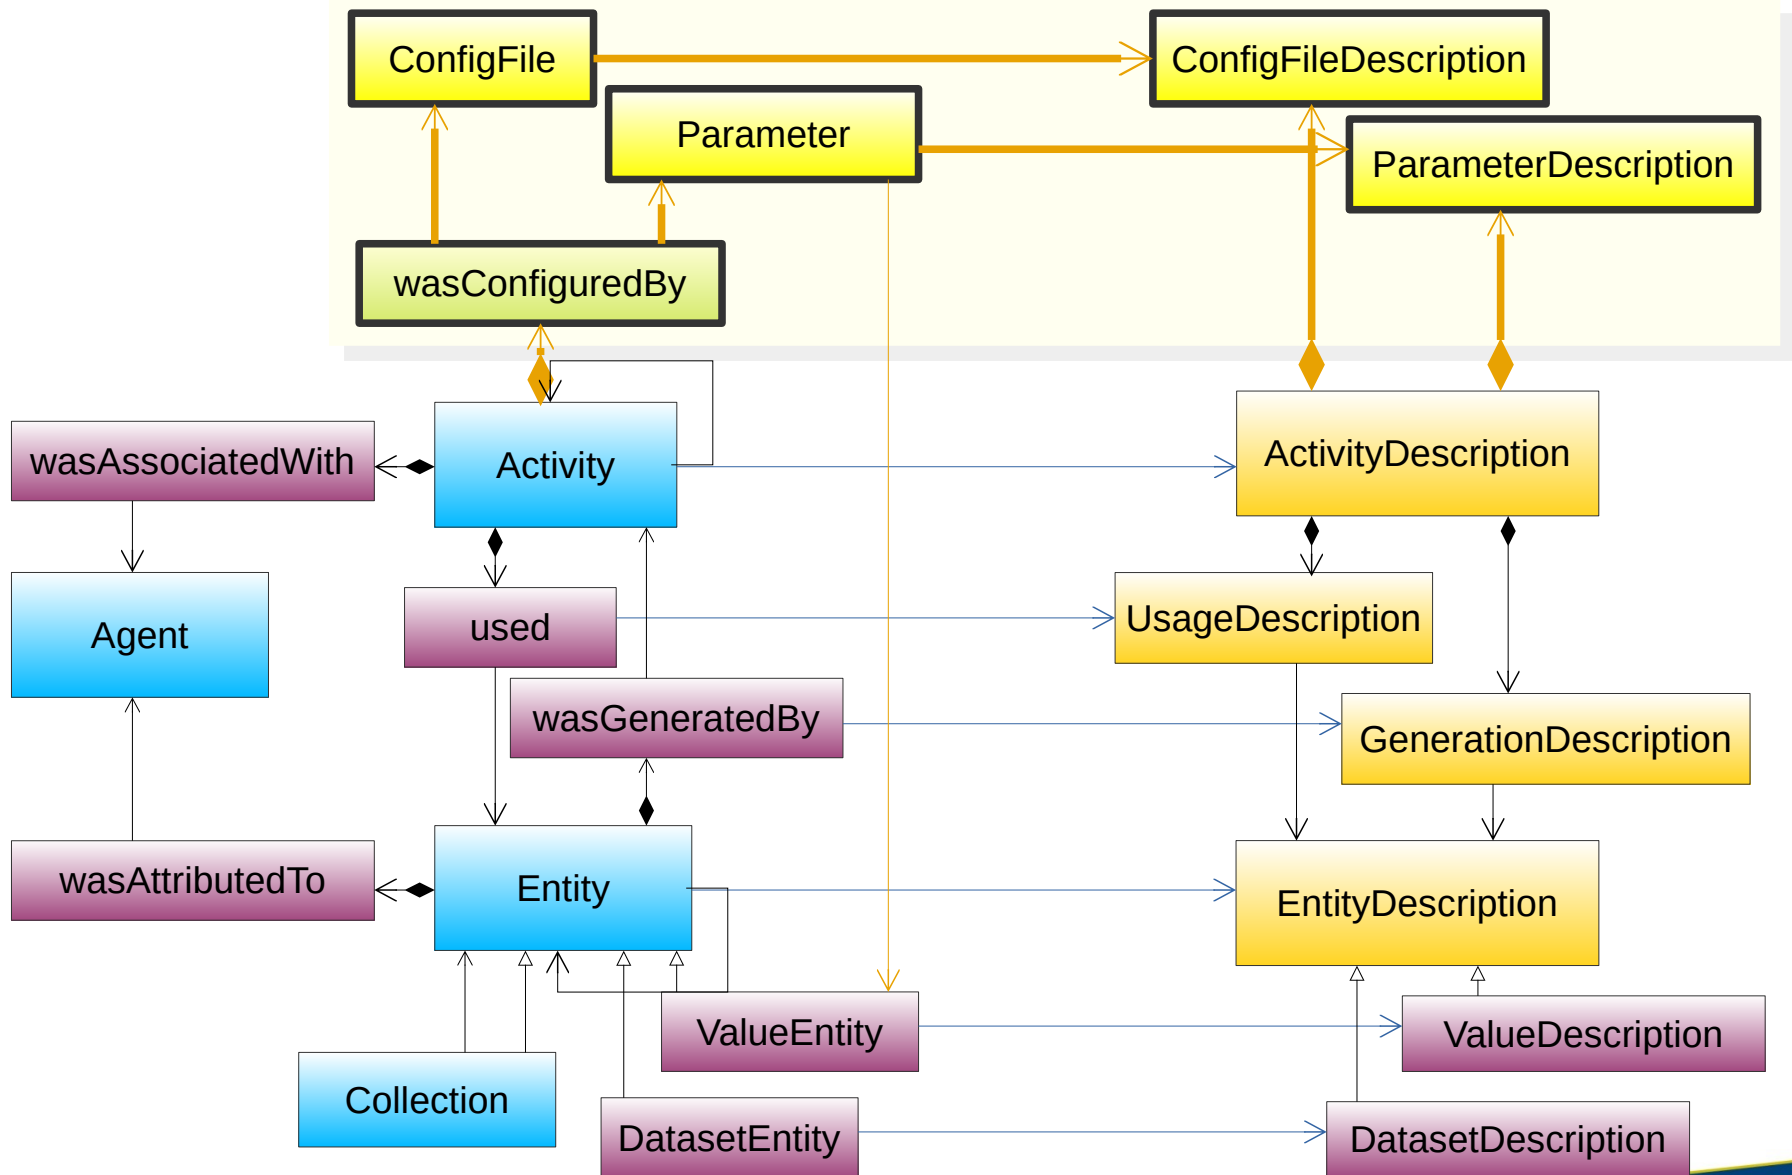 ConfigFile
ConfigFileDescription
Parameter
ParameterDescription
wasConfiguredBy
wasAssociatedWith
Activity
ActivityDescription
Agent
used
UsageDescription
wasGeneratedBy
GenerationDescription
wasAttributedTo
Entity
EntityDescription
ValueEntity
ValueDescription
Collection
DatasetEntity
DatasetDescription